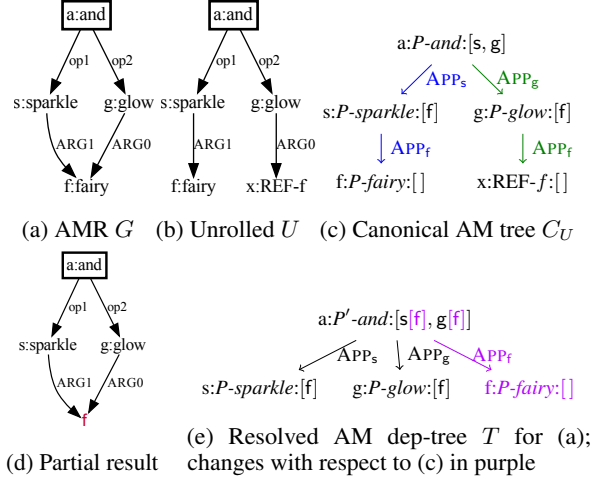 a:and
op1 op2
s:sparkle g:glow
ARG1 ARG0
f:fairy
(a) AMR G
a:and
op1 op2
s:sparkle g:glow
ARG1 ARG0
f:fairy x:REF-f
(b) Unrolled U
a:P-and:[s, g]
APPs APPg
s:P-sparkle:[f] g:P-glow:[f]
APPf APPf
f:P-fairy:[ ] x:REF-f:[ ]
(c) Canonical AM tree CU
a:and
op1 op2
s:sparkle g:glow
ARG1 ARG0
f
(d) Partial result
a:P′-and:[s[f], g[f]]
APPs APPg APPf
s:P-sparkle:[f] g:P-glow:[f] f:P-fairy:[ ]
(e) Resolved AM dep-tree T for (a);
changes with respect to (c) in purple